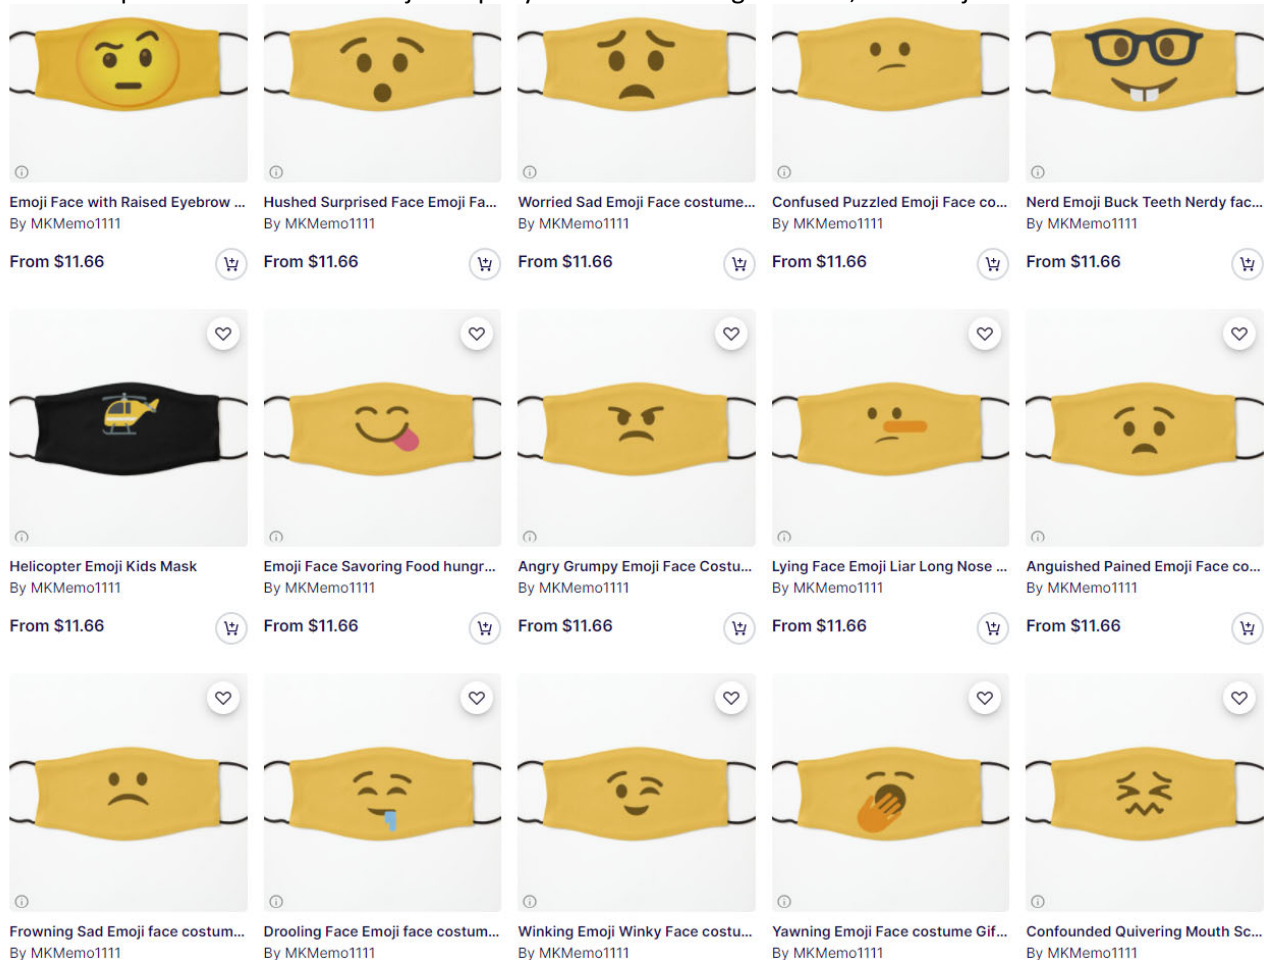 Emoji Face with Raised Eyebrow ...
By MKMemo1111
From $11.66
Hushed Surprised Face Emoji Fa...
By MKMemo1111
From $11.66
Worried Sad Emoji Face costume...
By MKMemo1111
From $11.66
Confused Puzzled Emoji Face co...
By MKMemo1111
From $11.66
Nerd Emoji Buck Teeth Nerdy fac...
By MKMemo1111
From $11.66
Helicopter Emoji Kids Mask
By MKMemo1111
From $11.66
Emoji Face Savoring Food hungr...
By MKMemo1111
From $11.66
Angry Grumpy Emoji Face Costu...
By MKMemo1111
From $11.66
Lying Face Emoji Liar Long Nose ...
By MKMemo1111
From $11.66
Anguished Pained Emoji Face co...
By MKMemo1111
From $11.66
Frowning Sad Emoji face costum...
By MKMemo1111
Drooling Face Emoji face costum...
By MKMemo1111
Winking Emoji Winky Face costu...
By MKMemo1111
Yawning Emoji Face costume Gif...
By MKMemo1111
Confounded Quivering Mouth Sc...
By MKMemo1111